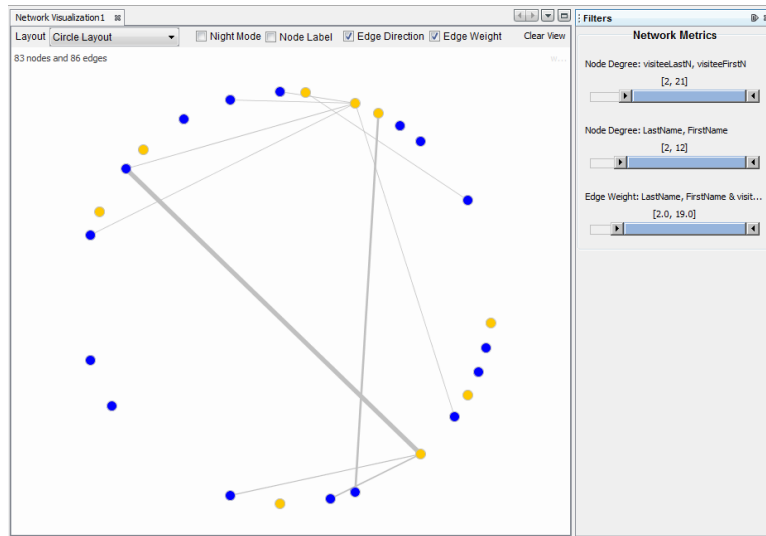 Network Visualization1
Layout Circle Layout Night Mode Node Label Edge Direction Edge Weight Clear View
83 nodes and 86 edges
w...
Filters
Network Metrics
Node Degree: visiteeLastN, visiteeFirstN
[2, 21]
Node Degree: LastName, FirstName
[2, 12]
Edge Weight: LastName, FirstName & visit...
[2.0, 19.0]